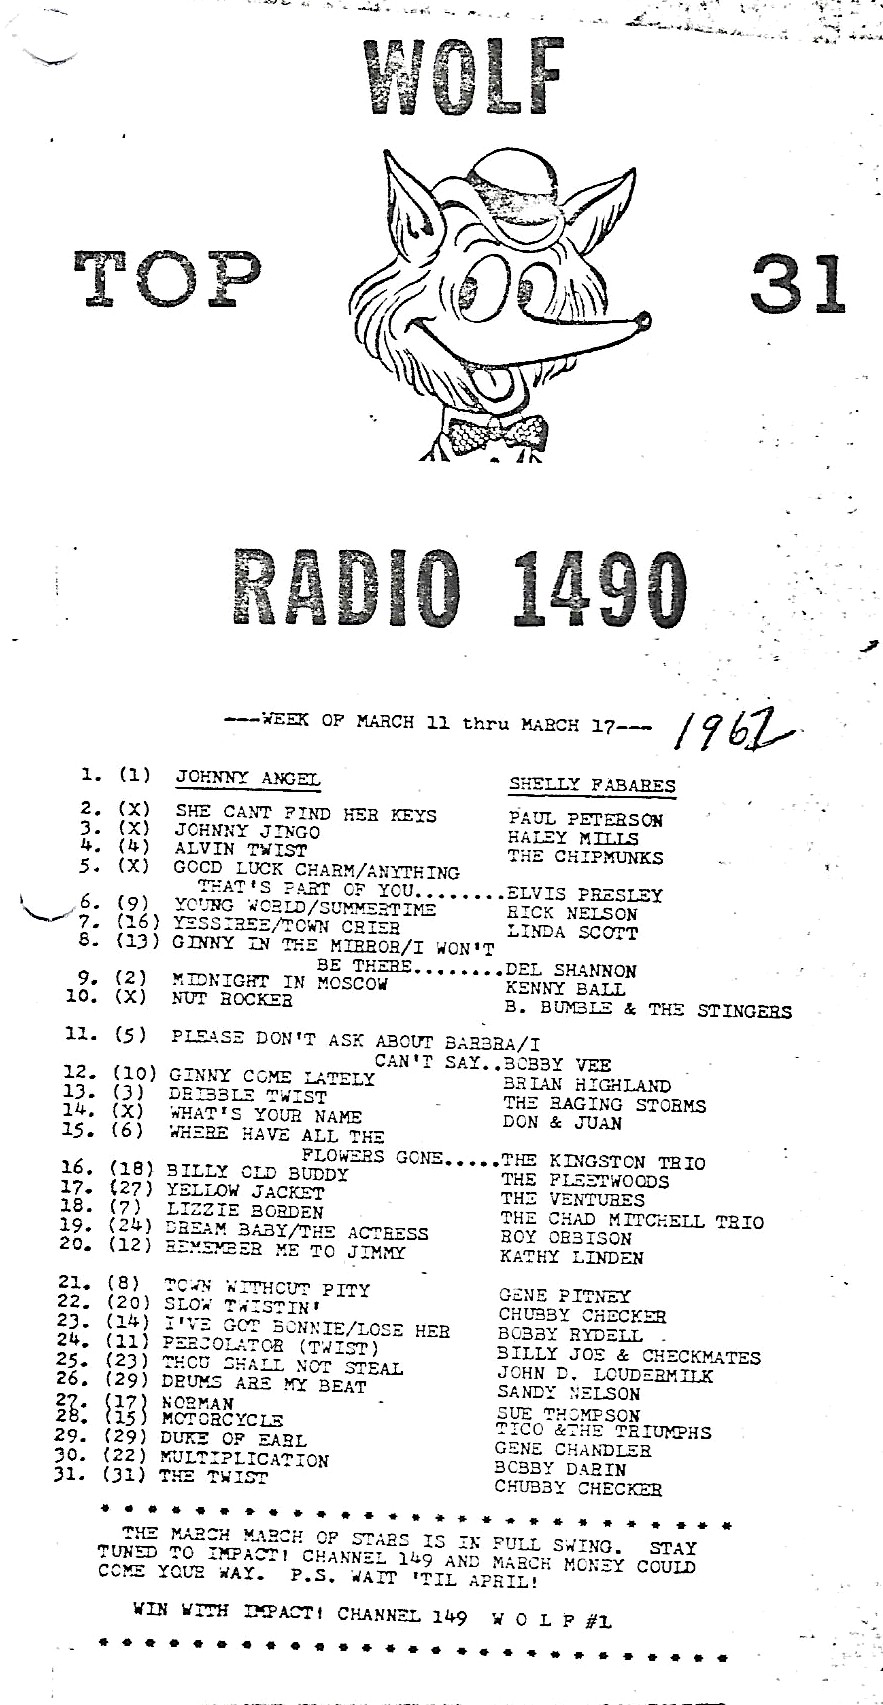 WOLF
TOP 31
RADIO 1490
---WEEK OF MARCH 11 thru MARCH 17--- 1962
1. (1) JOHNNY ANGEL SHELLY FABARES
2. (X) SHE CANT FIND HER KEYS PAUL PETERSON
3. (X) JOHNNY JINGO HALEY MILLS
4. (4) ALVIN TWIST THE CHIPMUNKS
5. (X) GOOD LUCK CHARM/ANYTHING
THAT'S PART OF YOU........ELVIS PRESLEY
6. (9) YOUNG WORLD/SUMMERTIME RICK NELSON
7. (16) YESSIREE/TOWN CRIER LINDA SCOTT
8. (13) GINNY IN THE MIRROR/I WON'T
BE THERE........DEL SHANNON
9. (2) MIDNIGHT IN MOSCOW KENNY BALL
10. (X) NUT ROCKER B. BUMBLE & THE STINGERS
11. (5) PLEASE DON'T ASK ABOUT BARBRA/I
CAN'T SAY..BOBBY VEE
12. (10) GINNY COME LATELY BRIAN HIGHLAND
13. (3) DRIBBLE TWIST THE RAGING STORMS
14. (X) WHAT'S YOUR NAME DON & JUAN
15. (6) WHERE HAVE ALL THE
FLOWERS GONE.....THE KINGSTON TRIO
16. (18) BILLY OLD BUDDY THE FLEETWOODS
17. (27) YELLOW JACKET THE VENTURES
18. (7) LIZZIE BORDEN THE CHAD MITCHELL TRIO
19. (24) DREAM BABY/THE ACTRESS ROY ORBISON
20. (12) REMEMBER ME TO JIMMY KATHY LINDEN
21. (8) TOWN WITHOUT PITY GENE PITNEY
22. (20) SLOW TWISTIN' CHUBBY CHECKER
23. (14) I'VE GOT BONNIE/LOSE HER BOBBY RYDELL
24. (11) PERCOLATOR (TWIST) BILLY JOE & CHECKMATES
25. (23) THOU SHALL NOT STEAL JOHN D. LOUDERMILK
26. (29) DRUMS ARE MY BEAT SANDY NELSON
27. (17) NORMAN SUE THOMPSON
28. (15) MOTORCYCLE TICO &THE TRIUMPHS
29. (29) DUKE OF EARL GENE CHANDLER
30. (22) MULTIPLICATION BOBBY DARIN
31. (31) THE TWIST CHUBBY CHECKER
* * * * * * * * * * * * * * * * * * * * * * * * * *
THE MARCH MARCH OF STARS IS IN FULL SWING. STAY
TUNED TO IMPACT! CHANNEL 149 AND MARCH MONEY COULD
COME YOUR WAY. P.S. WAIT 'TIL APRIL!
WIN WITH IMPACT! CHANNEL 149 W O L F #1
* * * * * * * * * * * * * * * * * * * * * * * * * *